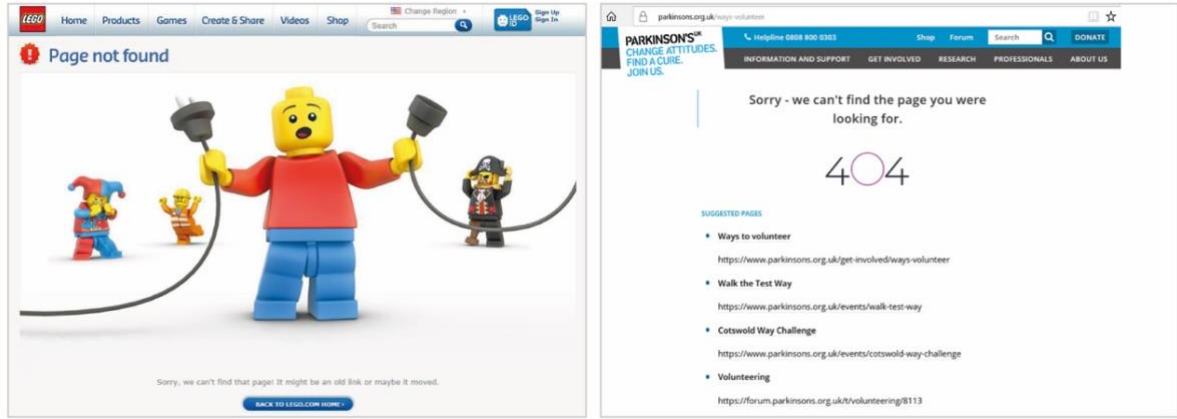 LEGO
Home Products Games Create & Share Videos Shop
Change Region
Search
LEGO ID
Sign Up
Sign In
Page not found
Sorry, we can't find that page! It might be an old link or maybe it moved.
BACK TO LEGO.COM HOME
parkinsons.org.uk/ways-volunteer
PARKINSON'S UK
CHANGE ATTITUDES.
FIND A CURE.
JOIN US.
Helpline 0808 800 0303 Shop Forum Search DONATE
INFORMATION AND SUPPORT GET INVOLVED RESEARCH PROFESSIONALS ABOUT US
Sorry - we can't find the page you were
looking for.
404
SUGGESTED PAGES
• Ways to volunteer
https://www.parkinsons.org.uk/get-involved/ways-volunteer
• Walk the Test Way
https://www.parkinsons.org.uk/events/walk-test-way
• Cotswold Way Challenge
https://www.parkinsons.org.uk/events/cotswold-way-challenge
• Volunteering
https://forum.parkinsons.org.uk/t/volunteering/8113